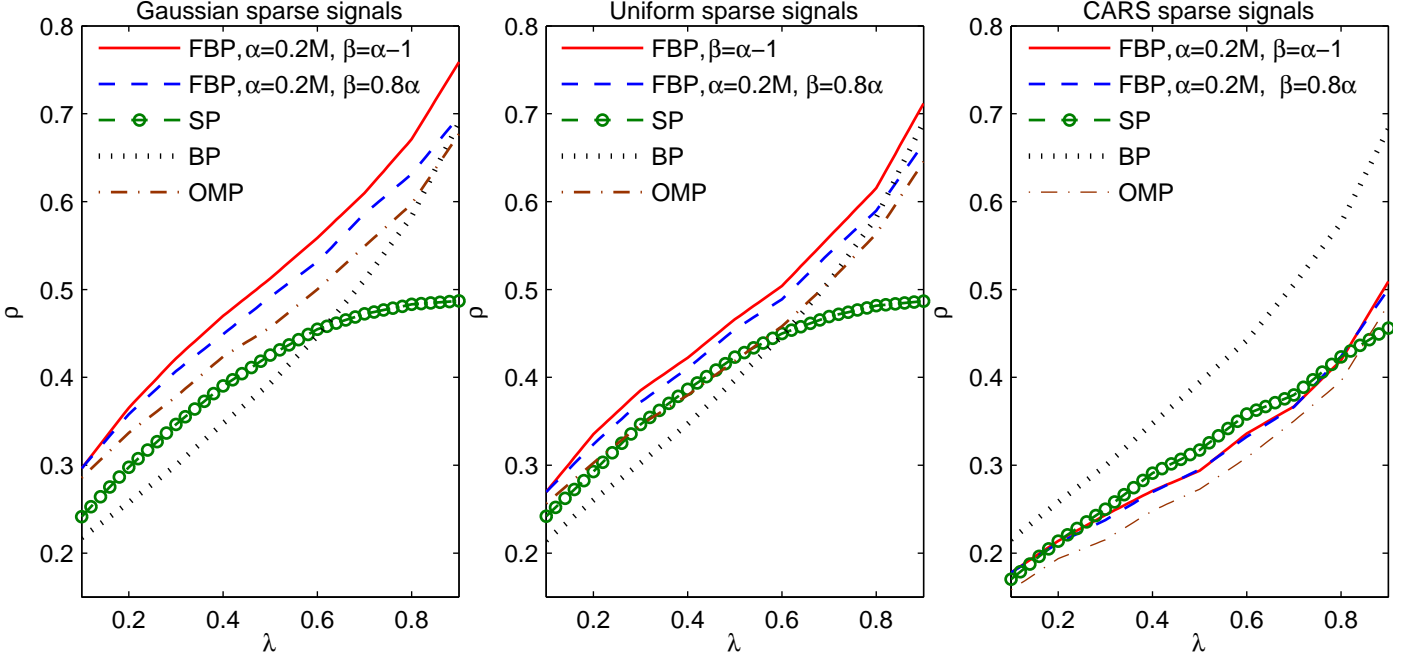 Gaussian sparse signals
0.8
0.7
0.6
0.5
0.4
0.3
0.2
ρ
FBP, α=0.2M, β=α−1
FBP, α=0.2M, β=0.8α
SP
BP
OMP
0.2 0.4 0.6 0.8
λ
Uniform sparse signals
0.8
0.7
0.6
0.5
0.4
0.3
0.2
ρ
FBP, β=α−1
FBP, α=0.2M, β=0.8α
SP
BP
OMP
0.2 0.4 0.6 0.8
λ
CARS sparse signals
0.8
0.7
0.6
0.5
0.4
0.3
0.2
ρ
FBP, α=0.2M, β=α−1
FBP, α=0.2M, β=0.8α
SP
BP
OMP
0.2 0.4 0.6 0.8
λ